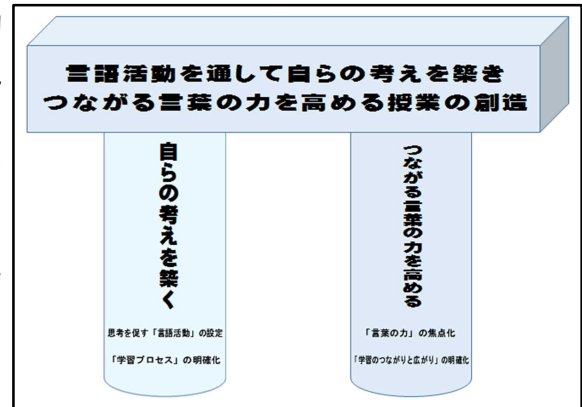 言語活動を通して自らの考えを築き
つながる言葉の力を高める授業の創造
自らの考えを築く
思考を促す「言語活動」の設定
「学習プロセス」の明確化
つながる言葉の力を高める
「言葉の力」の焦点化
「学習のつながりと広がり」の明確化